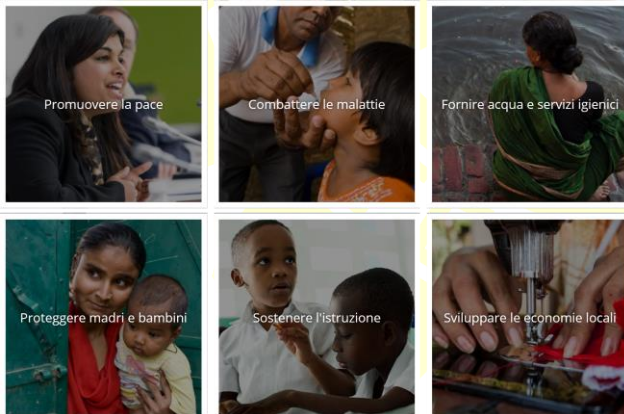 Promuovere la pace
Combattere le malattie
Fornire acqua e servizi igienici
Proteggere madri e bambini
Sostenere l'istruzione
Sviluppare le economie locali